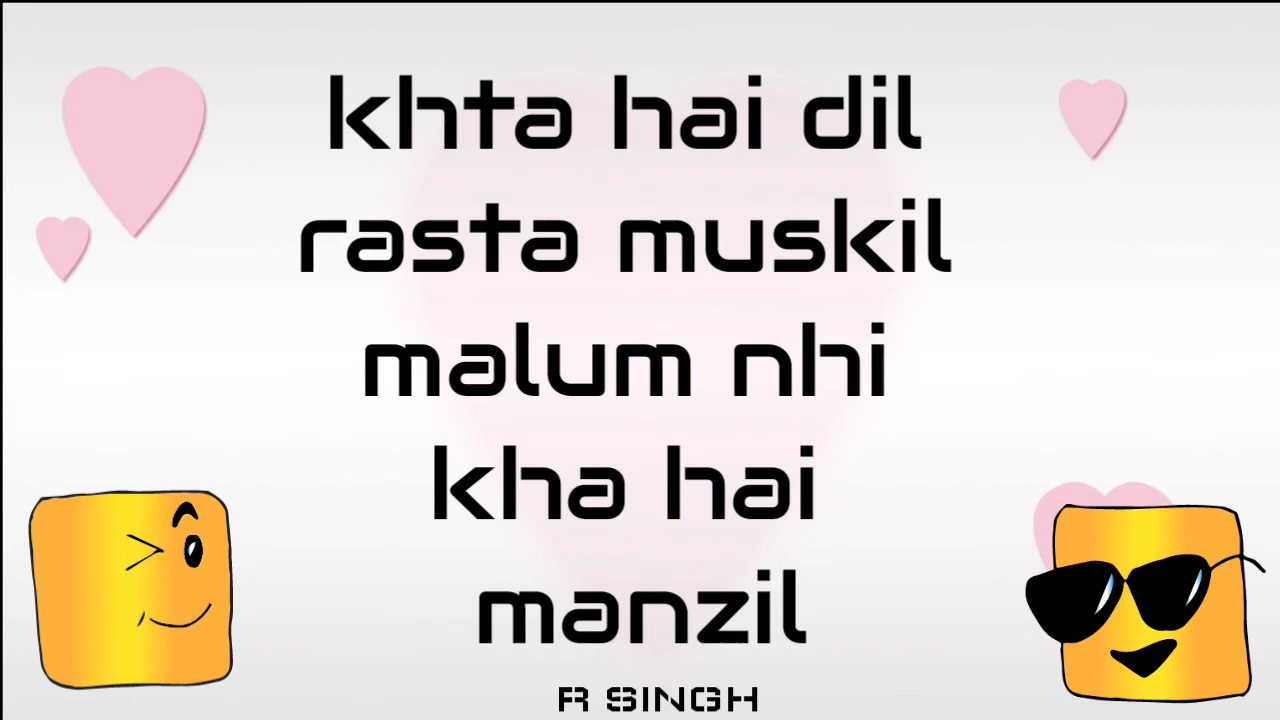 khta hai dil
rasta muskil
malum nhi
kha hai
manzil
R SINGH